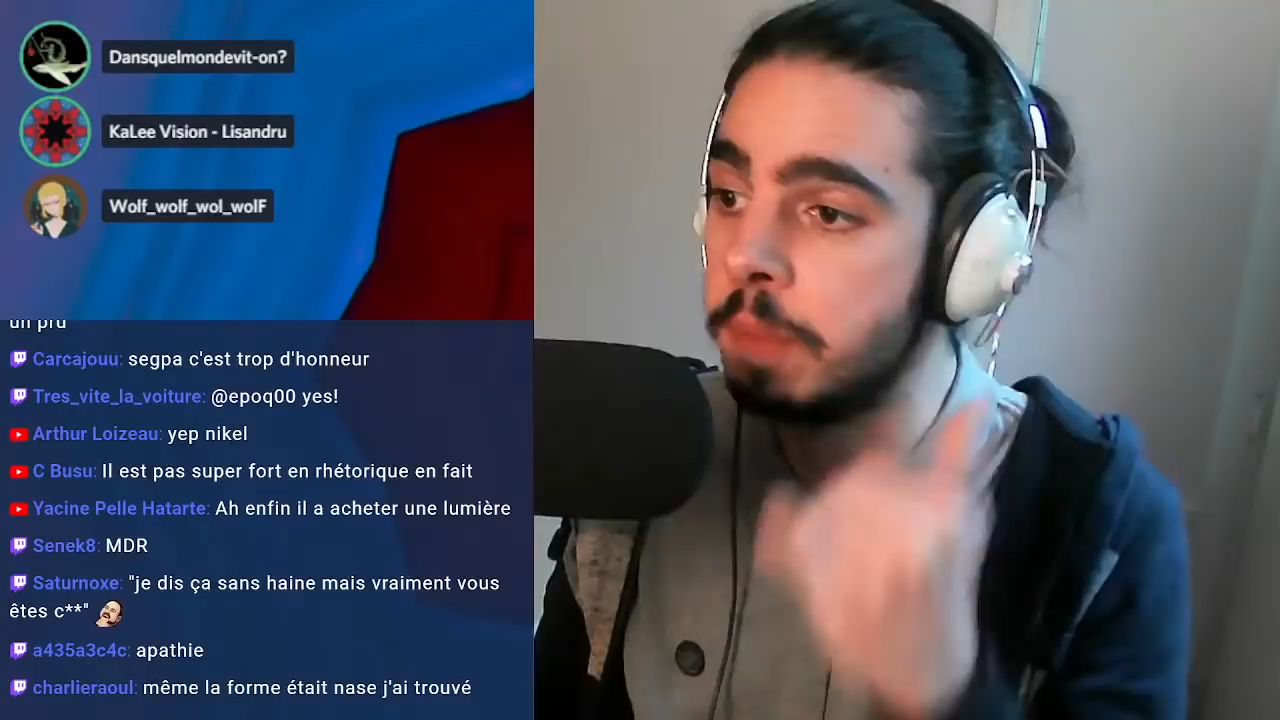 Dansquelmondevit-on?
KaLee Vision - Lisandru
Wolf_wolf_wol_wolF
un pru
Carcajouu: segpa c'est trop d'honneur
Tres_vite_la_voiture: @epoq00 yes!
Arthur Loizeau: yep nikel
C Busu: Il est pas super fort en rhétorique en fait
Yacine Pelle Hatarte: Ah enfin il a acheter une lumière
Senek8: MDR
Saturnoxe: "je dis ça sans haine mais vraiment vous
êtes c**"
a435a3c4c: apathie
charlieraoul: même la forme était nase j'ai trouvé